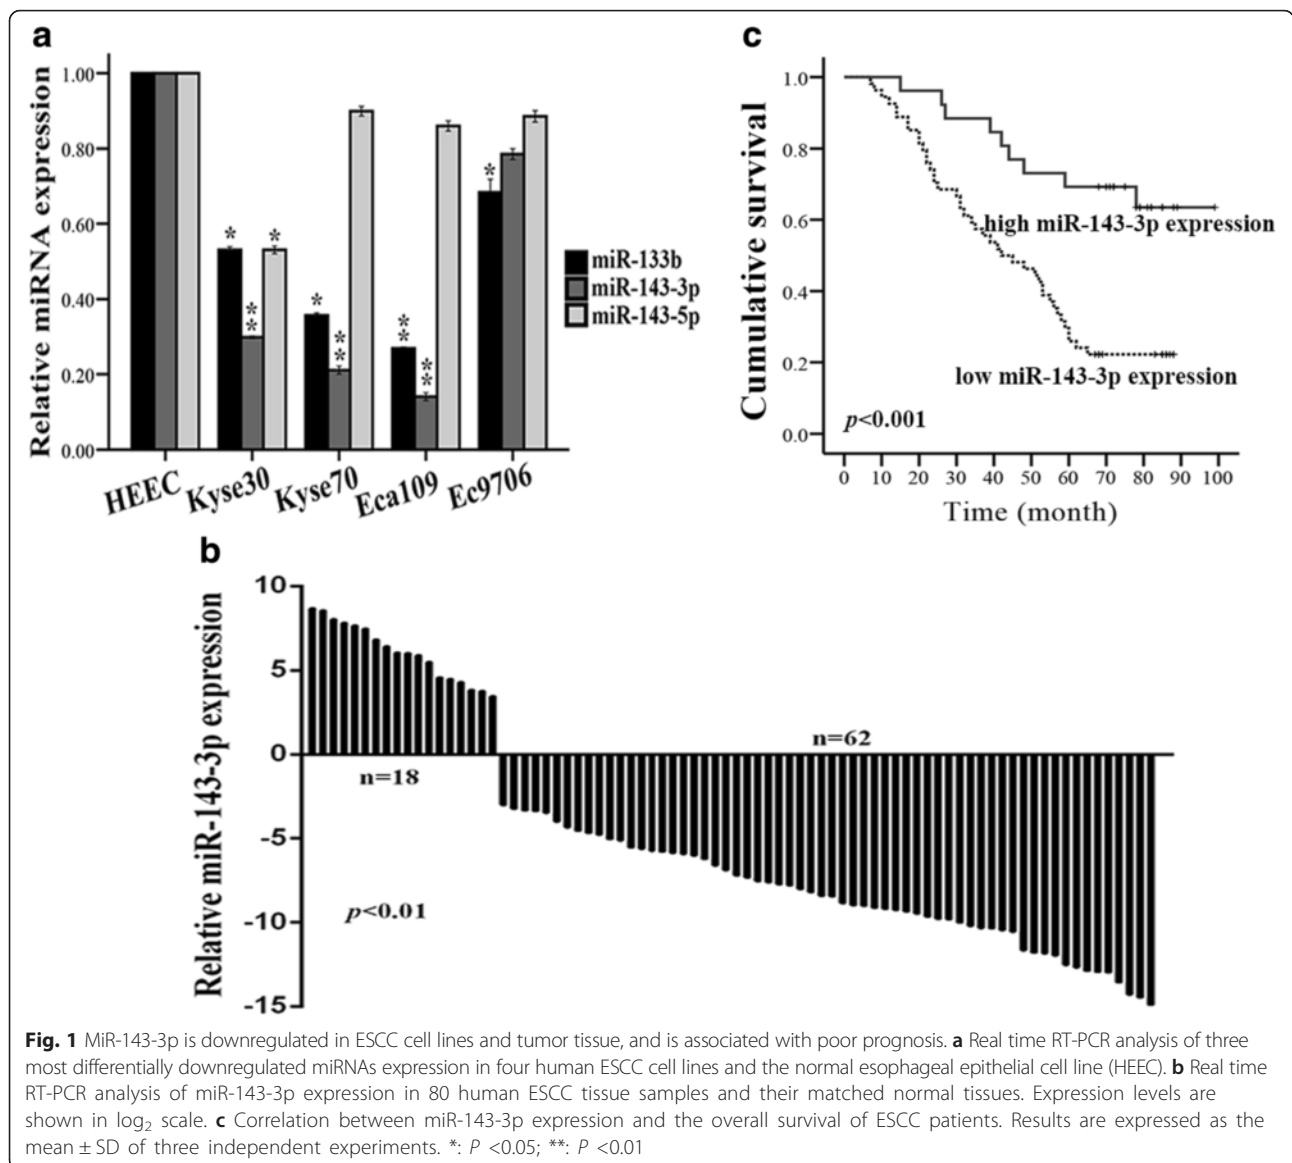 a
Relative miRNA expression
1.00
0.80
0.60
0.40
0.20
0.00
*
**
*
*
**
**
**
*
HEEC
Kyse30
Kyse70
Eca109
Ec9706
miR-133b
miR-143-3p
miR-143-5p
c
Cumulative survival
1.0
0.8
0.6
0.4
0.2
0.0
high miR-143-3p expression
low miR-143-3p expression
p<0.001
0 10 20 30 40 50 60 70 80 90 100
Time (month)
b
Relative miR-143-3p expression
10
5
0
-5
-10
-15
n=18
n=62
p<0.01
Fig. 1 MiR-143-3p is downregulated in ESCC cell lines and tumor tissue, and is associated with poor prognosis. a Real time RT-PCR analysis of three
most differentially downregulated miRNAs expression in four human ESCC cell lines and the normal esophageal epithelial cell line (HEEC). b Real time
RT-PCR analysis of miR-143-3p expression in 80 human ESCC tissue samples and their matched normal tissues. Expression levels are
shown in log₂ scale. c Correlation between miR-143-3p expression and the overall survival of ESCC patients. Results are expressed as the
mean ± SD of three independent experiments. *: P <0.05; **: P <0.01